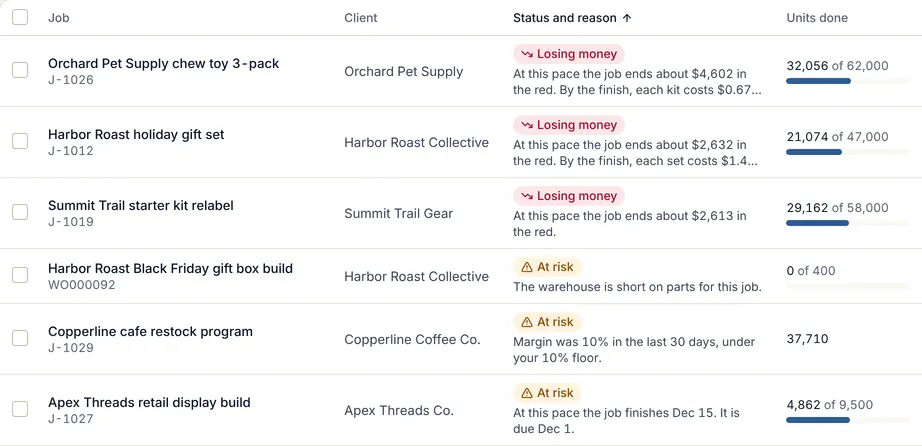 Job Client Status and reason ↑ Units done
Orchard Pet Supply chew toy 3-pack
J-1026
Orchard Pet Supply
Losing money
At this pace the job ends about $4,602 in
the red. By the finish, each kit costs $0.67...
32,056 of 62,000
Harbor Roast holiday gift set
J-1012
Harbor Roast Collective
Losing money
At this pace the job ends about $2,632 in
the red. By the finish, each set costs $1.4...
21,074 of 47,000
Summit Trail starter kit relabel
J-1019
Summit Trail Gear
Losing money
At this pace the job ends about $2,613 in
the red.
29,162 of 58,000
Harbor Roast Black Friday gift box build
WO000092
Harbor Roast Collective
At risk
The warehouse is short on parts for this job.
0 of 400
Copperline cafe restock program
J-1029
Copperline Coffee Co.
At risk
Margin was 10% in the last 30 days, under
your 10% floor.
37,710
Apex Threads retail display build
J-1027
Apex Threads Co.
At risk
At this pace the job finishes Dec 15. It is
due Dec 1.
4,862 of 9,500